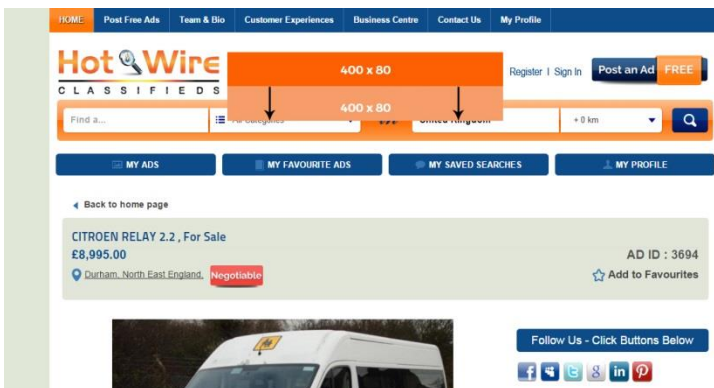 HOME Post Free Ads Team & Bio Customer Experiences Business Centre Contact Us My Profile
Hot Wire
CLASSIFIEDS
400 x 80
400 x 80
Register | Sign In
Post an Ad FREE
Find a... All Categories United Kingdom + 0 km
MY ADS MY FAVOURITE ADS MY SAVED SEARCHES MY PROFILE
Back to home page
CITROEN RELAY 2.2 , For Sale
£8,995.00
AD ID : 3694
Durham, North East England, Negotiable
Add to Favourites
Follow Us - Click Buttons Below